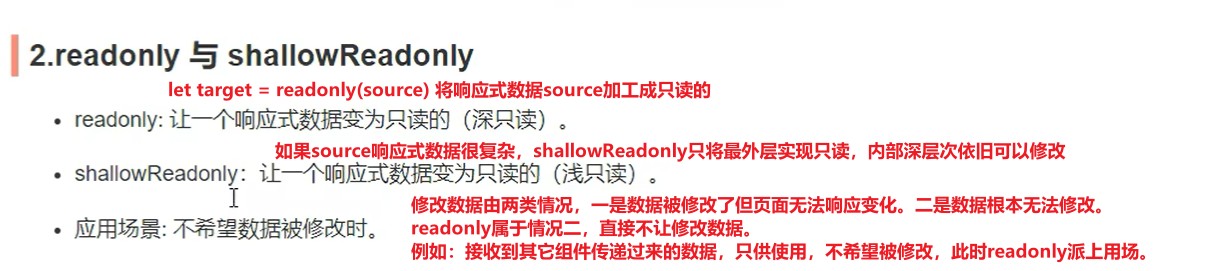 2.readonly 与 shallowReadonly
let target = readonly(source) 将响应式数据source加工成只读的
readonly: 让一个响应式数据变为只读的（深只读）。
如果source响应式数据很复杂，shallowReadonly只将最外层实现只读，内部深层次依旧可以修改
shallowReadonly：让一个响应式数据变为只读的（浅只读）。
修改数据由两类情况，一是数据被修改了但页面无法响应变化。二是数据根本无法修改。
应用场景: 不希望数据被修改时。
readonly属于情况二，直接不让修改数据。
例如：接收到其它组件传递过来的数据，只供使用，不希望被修改，此时readonly派上用场。